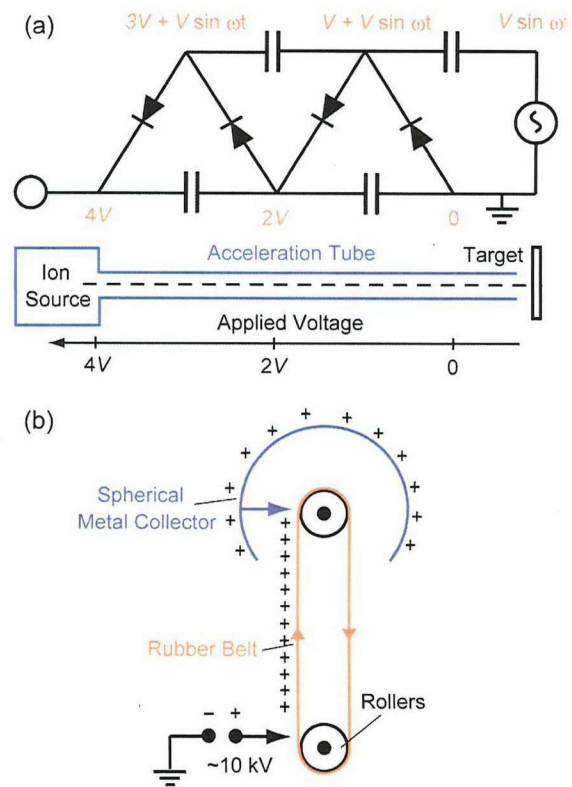 (a)
3V + V sin ωt
V + V sin ωt
V sin ωt
4V
2V
0
Acceleration Tube
Target
Ion
Source
Applied Voltage
4V
2V
0
(b)
Spherical
Metal Collector
Rubber Belt
Rollers
− +
~10 kV